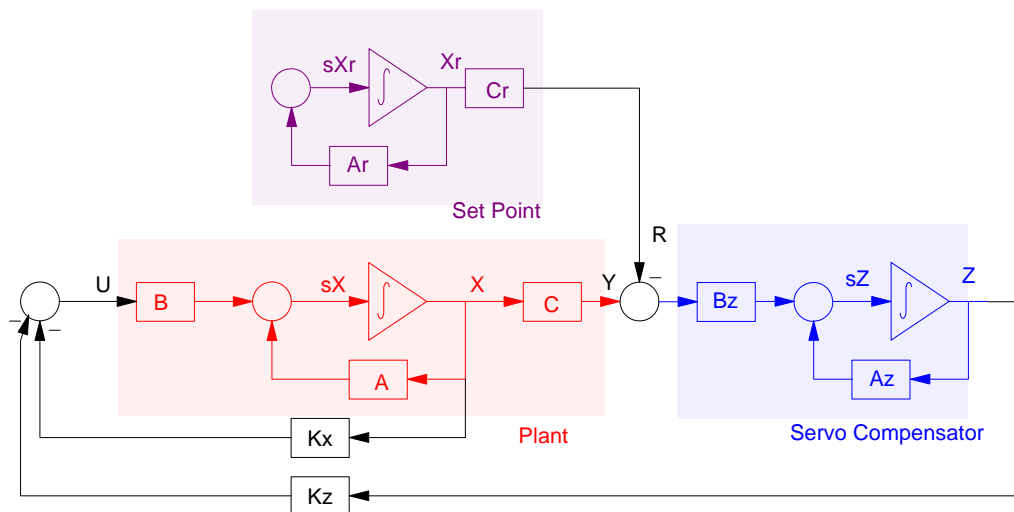 sXr
Xr
∫
Cr
Ar
Set Point
R
U
B
sX
∫
X
C
Y
Bz
sZ
∫
Z
A
Az
Kx
Plant
Servo Compensator
Kz